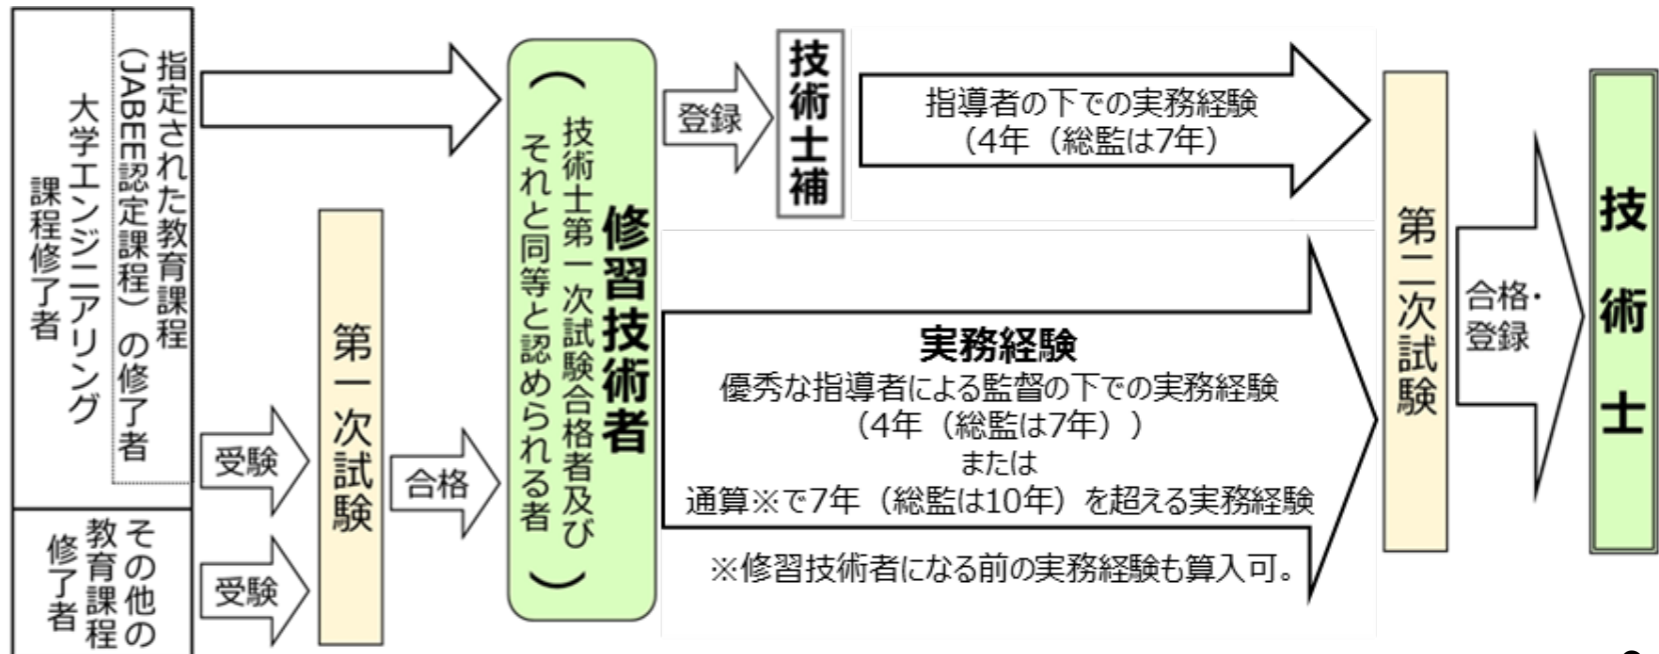 指定された教育課程
（JABEE認定課程）の修了者
大学エンジニアリング
課程修了者
その他の
教育課程
修了者
受験
受験
第一次試験
合格
修習技術者
（技術士第一次試験合格者及び
それと同等と認められる者）
登録
技術士補
指導者の下での実務経験
（4年（総監は7年）
実務経験
優秀な指導者による監督の下での実務経験
（4年（総監は7年））
または
通算※で7年（総監は10年）を超える実務経験
※修習技術者になる前の実務経験も算入可。
第二次試験
合格・
登録
技術士